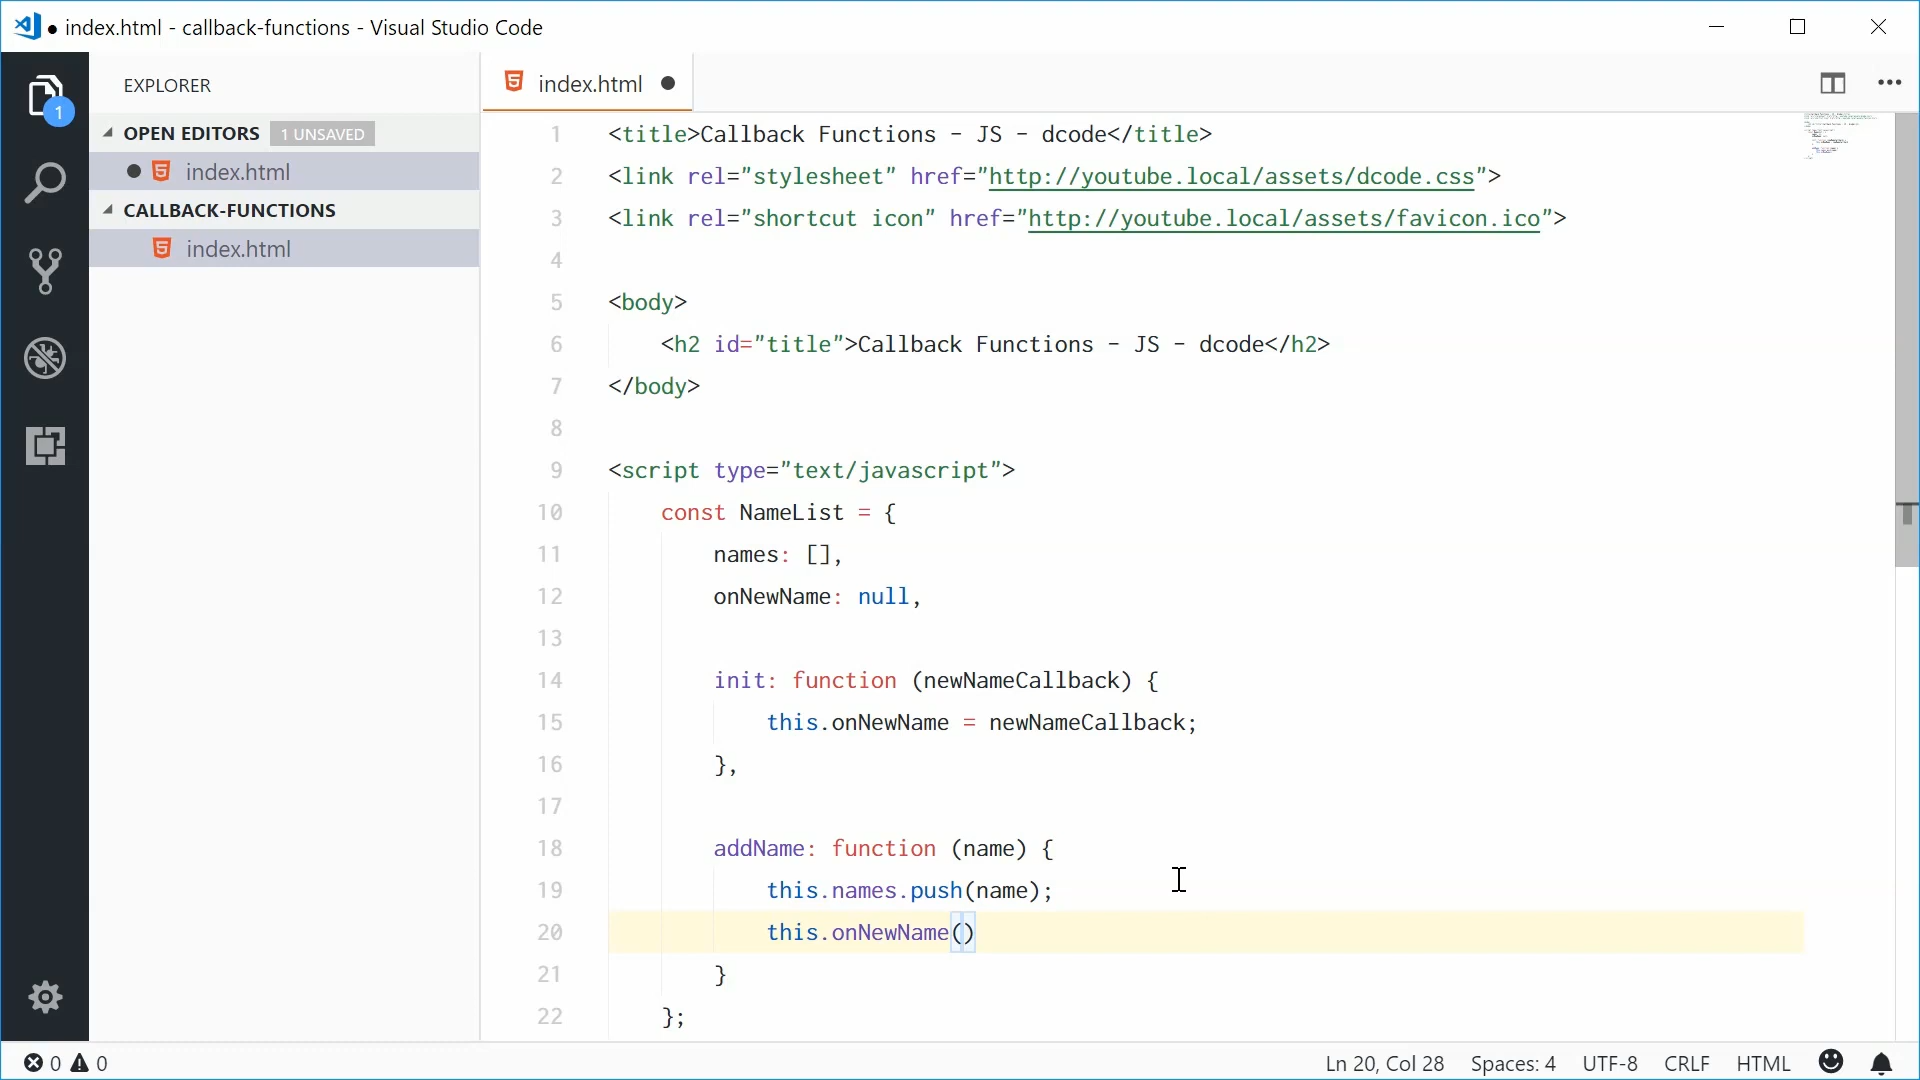 ● index.html - callback-functions - Visual Studio Code
EXPLORER
1
OPEN EDITORS 1 UNSAVED
index.html
CALLBACK-FUNCTIONS
index.html
index.html
1 <title>Callback Functions - JS - dcode</title>
2 <link rel="stylesheet" href="http://youtube.local/assets/dcode.css">
3 <link rel="shortcut icon" href="http://youtube.local/assets/favicon.ico">
4
5 <body>
6 <h2 id="title">Callback Functions - JS - dcode</h2>
7 </body>
8
9 <script type="text/javascript">
10 const NameList = {
11 names: [],
12 onNewName: null,
13
14 init: function (newNameCallback) {
15 this.onNewName = newNameCallback;
16 },
17
18 addName: function (name) {
19 this.names.push(name);
20 this.onNewName()
21 }
22 };
0 0 Ln 20, Col 28 Spaces: 4 UTF-8 CRLF HTML